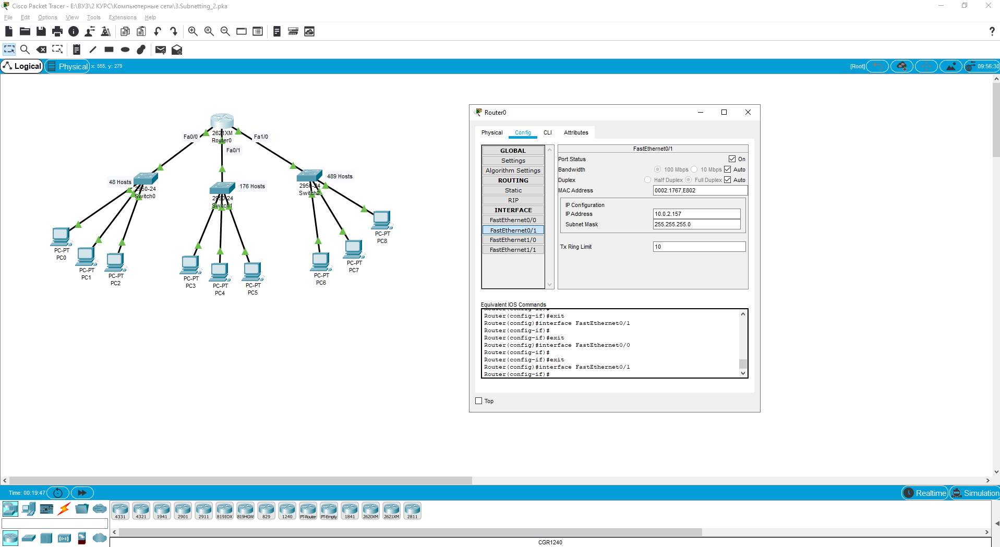 Cisco Packet Tracer - E:\ВУЗ\2 КУРС\Компьютерные сети\3.Subnetting_2.pka
File Edit Options View Tools Extensions Help
?
Logical Physical x: 555, y: 279 [Root] 09:56:30
2621XM
Router0
Fa0/0
Fa0/1
Fa1/0
48 Hosts
2950-24
Switch0
176 Hosts
2950-24
Switch1
489 Hosts
2950-24
Switch2
PC-PT
PC0
PC-PT
PC1
PC-PT
PC2
PC-PT
PC3
PC-PT
PC4
PC-PT
PC5
PC-PT
PC6
PC-PT
PC7
PC-PT
PC8
Router0
Physical Config CLI Attributes
GLOBAL
Settings
Algorithm Settings
ROUTING
Static
RIP
INTERFACE
FastEthernet0/0
FastEthernet0/1
FastEthernet1/0
FastEthernet1/1
FastEthernet0/1
Port Status On
Bandwidth 100 Mbps 10 Mbps Auto
Duplex Half Duplex Full Duplex Auto
MAC Address 0002.1767.E802
IP Configuration
IP Address 10.0.2.157
Subnet Mask 255.255.255.0
Tx Ring Limit 10
Equivalent IOS Commands
Router(config-if)#
Router(config-if)#exit
Router(config)#interface FastEthernet0/1
Router(config-if)#
Router(config-if)#exit
Router(config)#interface FastEthernet0/0
Router(config-if)#
Router(config-if)#exit
Router(config)#interface FastEthernet0/1
Router(config-if)#
Top
Time: 00:19:47 Realtime Simulation
4331 4321 1941 2901 2911 819IOX 819HGW 829 1240 PT-Router PT-Empty 1841 2620XM 2621XM 2811
CGR1240